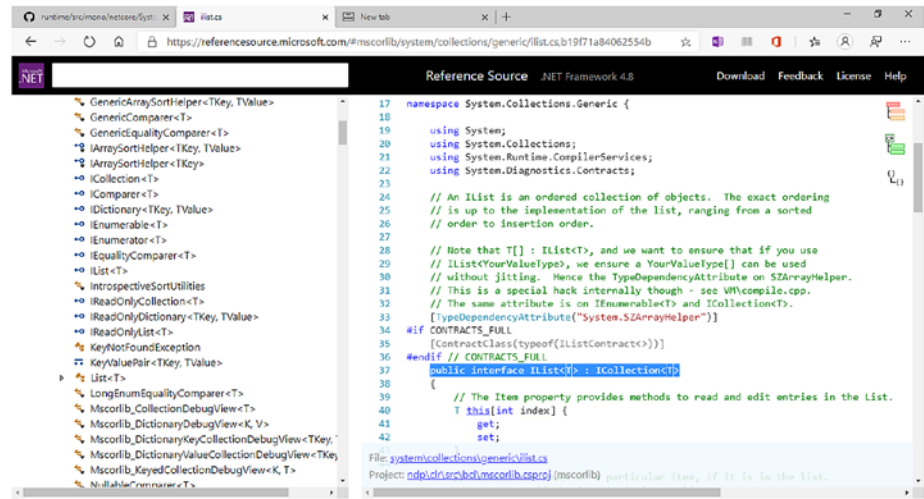 runtime/src/mono/netcore/Syst
ilist.cs
New tab
https://referencesource.microsoft.com/#mscorlib/system/collections/generic/ilist.cs,b19f71a84062554b
Microsoft
.NET
Reference Source .NET Framework 4.8
Download Feedback License Help
GenericArraySortHelper<TKey, TValue>
GenericComparer<T>
GenericEqualityComparer<T>
IArraySortHelper<TKey, TValue>
IArraySortHelper<TKey>
ICollection<T>
IComparer<T>
IDictionary<TKey, TValue>
IEnumerable<T>
IEnumerator<T>
IEqualityComparer<T>
IList<T>
IntrospectiveSortUtilities
IReadOnlyCollection<T>
IReadOnlyDictionary<TKey, TValue>
IReadOnlyList<T>
KeyNotFoundException
KeyValuePair<TKey, TValue>
List<T>
LongEnumEqualityComparer<T>
Mscorlib_CollectionDebugView<T>
Mscorlib_DictionaryDebugView<K, V>
Mscorlib_DictionaryKeyCollectionDebugView<TKey,
Mscorlib_DictionaryValueCollectionDebugView<TKey
Mscorlib_KeyedCollectionDebugView<K, T>
NullableComparer<T>
17 namespace System.Collections.Generic {
18
19 using System;
20 using System.Collections;
21 using System.Runtime.CompilerServices;
22 using System.Diagnostics.Contracts;
23
24 // An IList is an ordered collection of objects.  The exact ordering
25 // is up to the implementation of the list, ranging from a sorted
26 // order to insertion order.
27
28 // Note that T[] : IList<T>, and we want to ensure that if you use
29 // IList<YourValueType>, we ensure a YourValueType[] can be used
30 // without jitting.  Hence the TypeDependencyAttribute on SZArrayHelper.
31 // This is a special hack internally though - see VM\compile.cpp.
32 // The same attribute is on IEnumerable<T> and ICollection<T>.
33 [TypeDependencyAttribute("System.SZArrayHelper")]
34 #if CONTRACTS_FULL
35 [ContractClass(typeof(IListContract<>))]
36 #endif // CONTRACTS_FULL
37 public interface IList<T> : ICollection<T>
38 {
39 // The Item property provides methods to read and edit entries in the List.
40 T this[int index] {
41 get;
42 set;
File: system\collections\generic\ilist.cs
Project: ndp\clr\src\bcl\mscorlib.csproj (mscorlib)
particular item, if it is in the list.